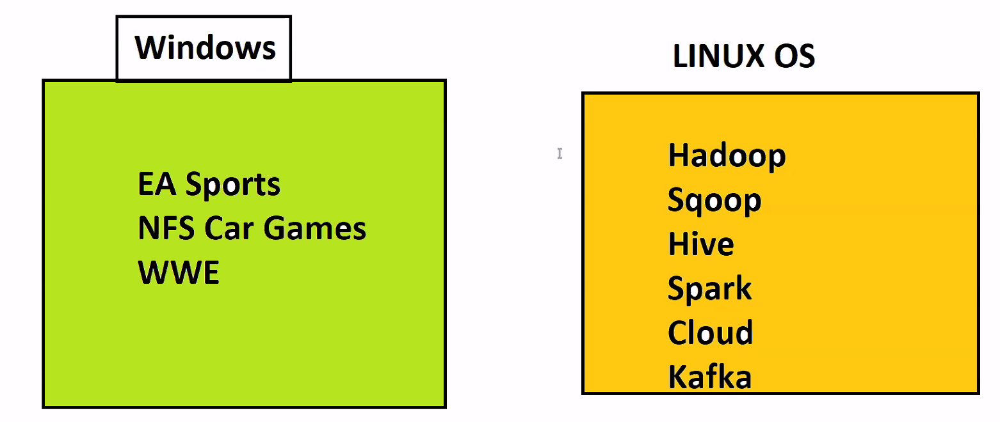 Windows
EA Sports
NFS Car Games
WWE
LINUX OS
Hadoop
Sqoop
Hive
Spark
Cloud
Kafka